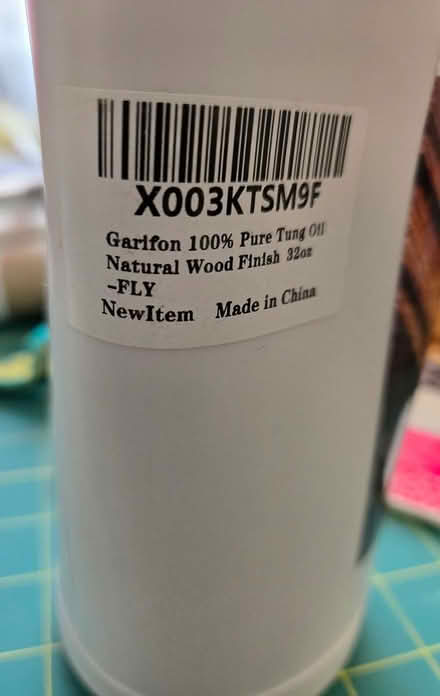 X003KTSM9F
Garifon 100% Pure Tung Oil
Natural Wood Finish 32oz
-FLY
NewItem Made in China